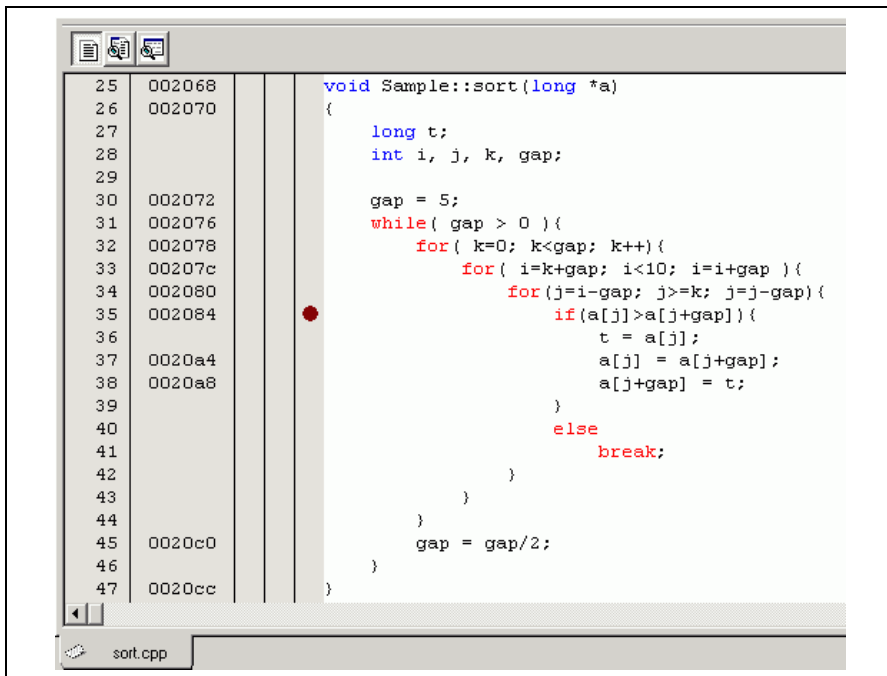 25 002068 void Sample::sort(long *a)
26 002070 {
27 long t;
28 int i, j, k, gap;
29
30 002072 gap = 5;
31 002076 while( gap > 0 ){
32 002078 for( k=0; k<gap; k++){
33 00207c for( i=k+gap; i<10; i=i+gap ){
34 002080 for(j=i-gap; j>=k; j=j-gap){
35 002084 if(a[j]>a[j+gap]){
36 t = a[j];
37 0020a4 a[j] = a[j+gap];
38 0020a8 a[j+gap] = t;
39 }
40 else
41 break;
42 }
43 }
44 }
45 0020c0 gap = gap/2;
46 }
47 0020cc }
sort.cpp